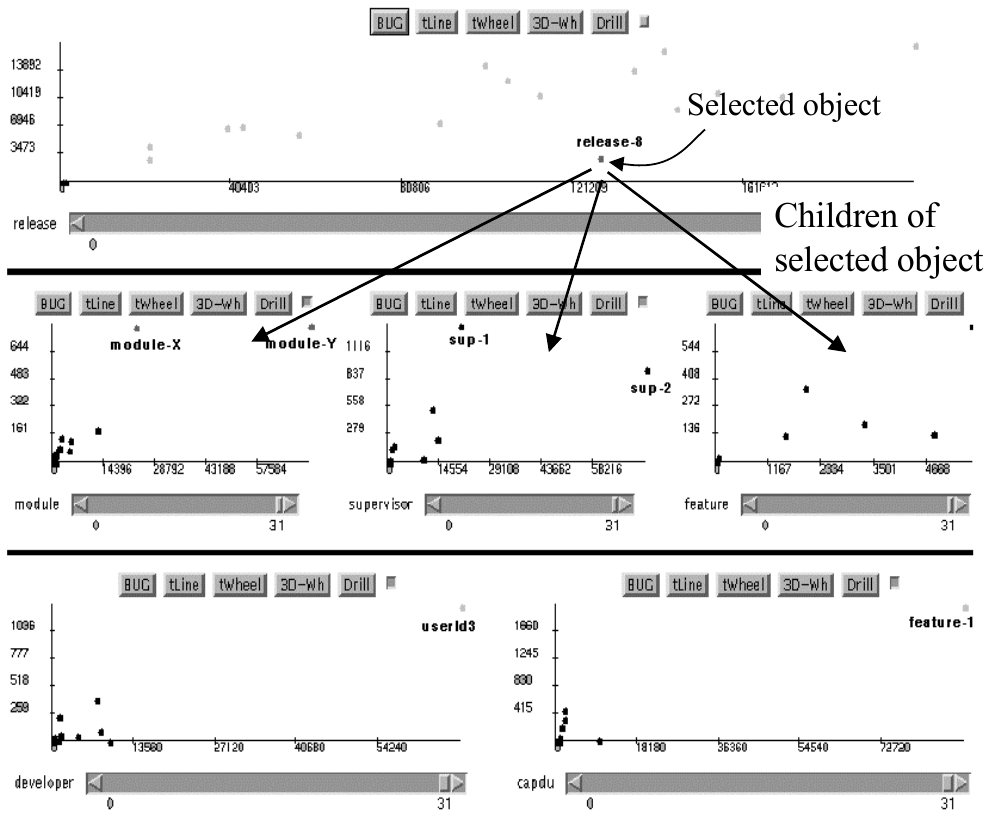 BUG tLine tWheel 3D-Wh Drill
13892
10419
6946
3473
Selected object
release-8
0 40403 80806 121209
release
0
Children of
selected object
BUG tLine tWheel 3D-Wh Drill
BUG tLine tWheel 3D-Wh Drill
BUG tLine tWheel 3D-Wh Drill
module-X
module-Y
644
483
322
161
0 14396 28792 43188 57584
module
0 31
sup-1
sup-2
1116
837
558
279
0 14554 29108 43662 58216
supervisor
0 31
544
408
272
136
0 1167 2334 3501 4668
feature
0 31
BUG tLine tWheel 3D-Wh Drill
BUG tLine tWheel 3D-Wh Drill
userId3
1036
777
518
259
0 13560 27120 40680 54240
developer
0 31
feature-1
1660
1245
830
415
0 18180 36360 54540 72720
capdu
0 31